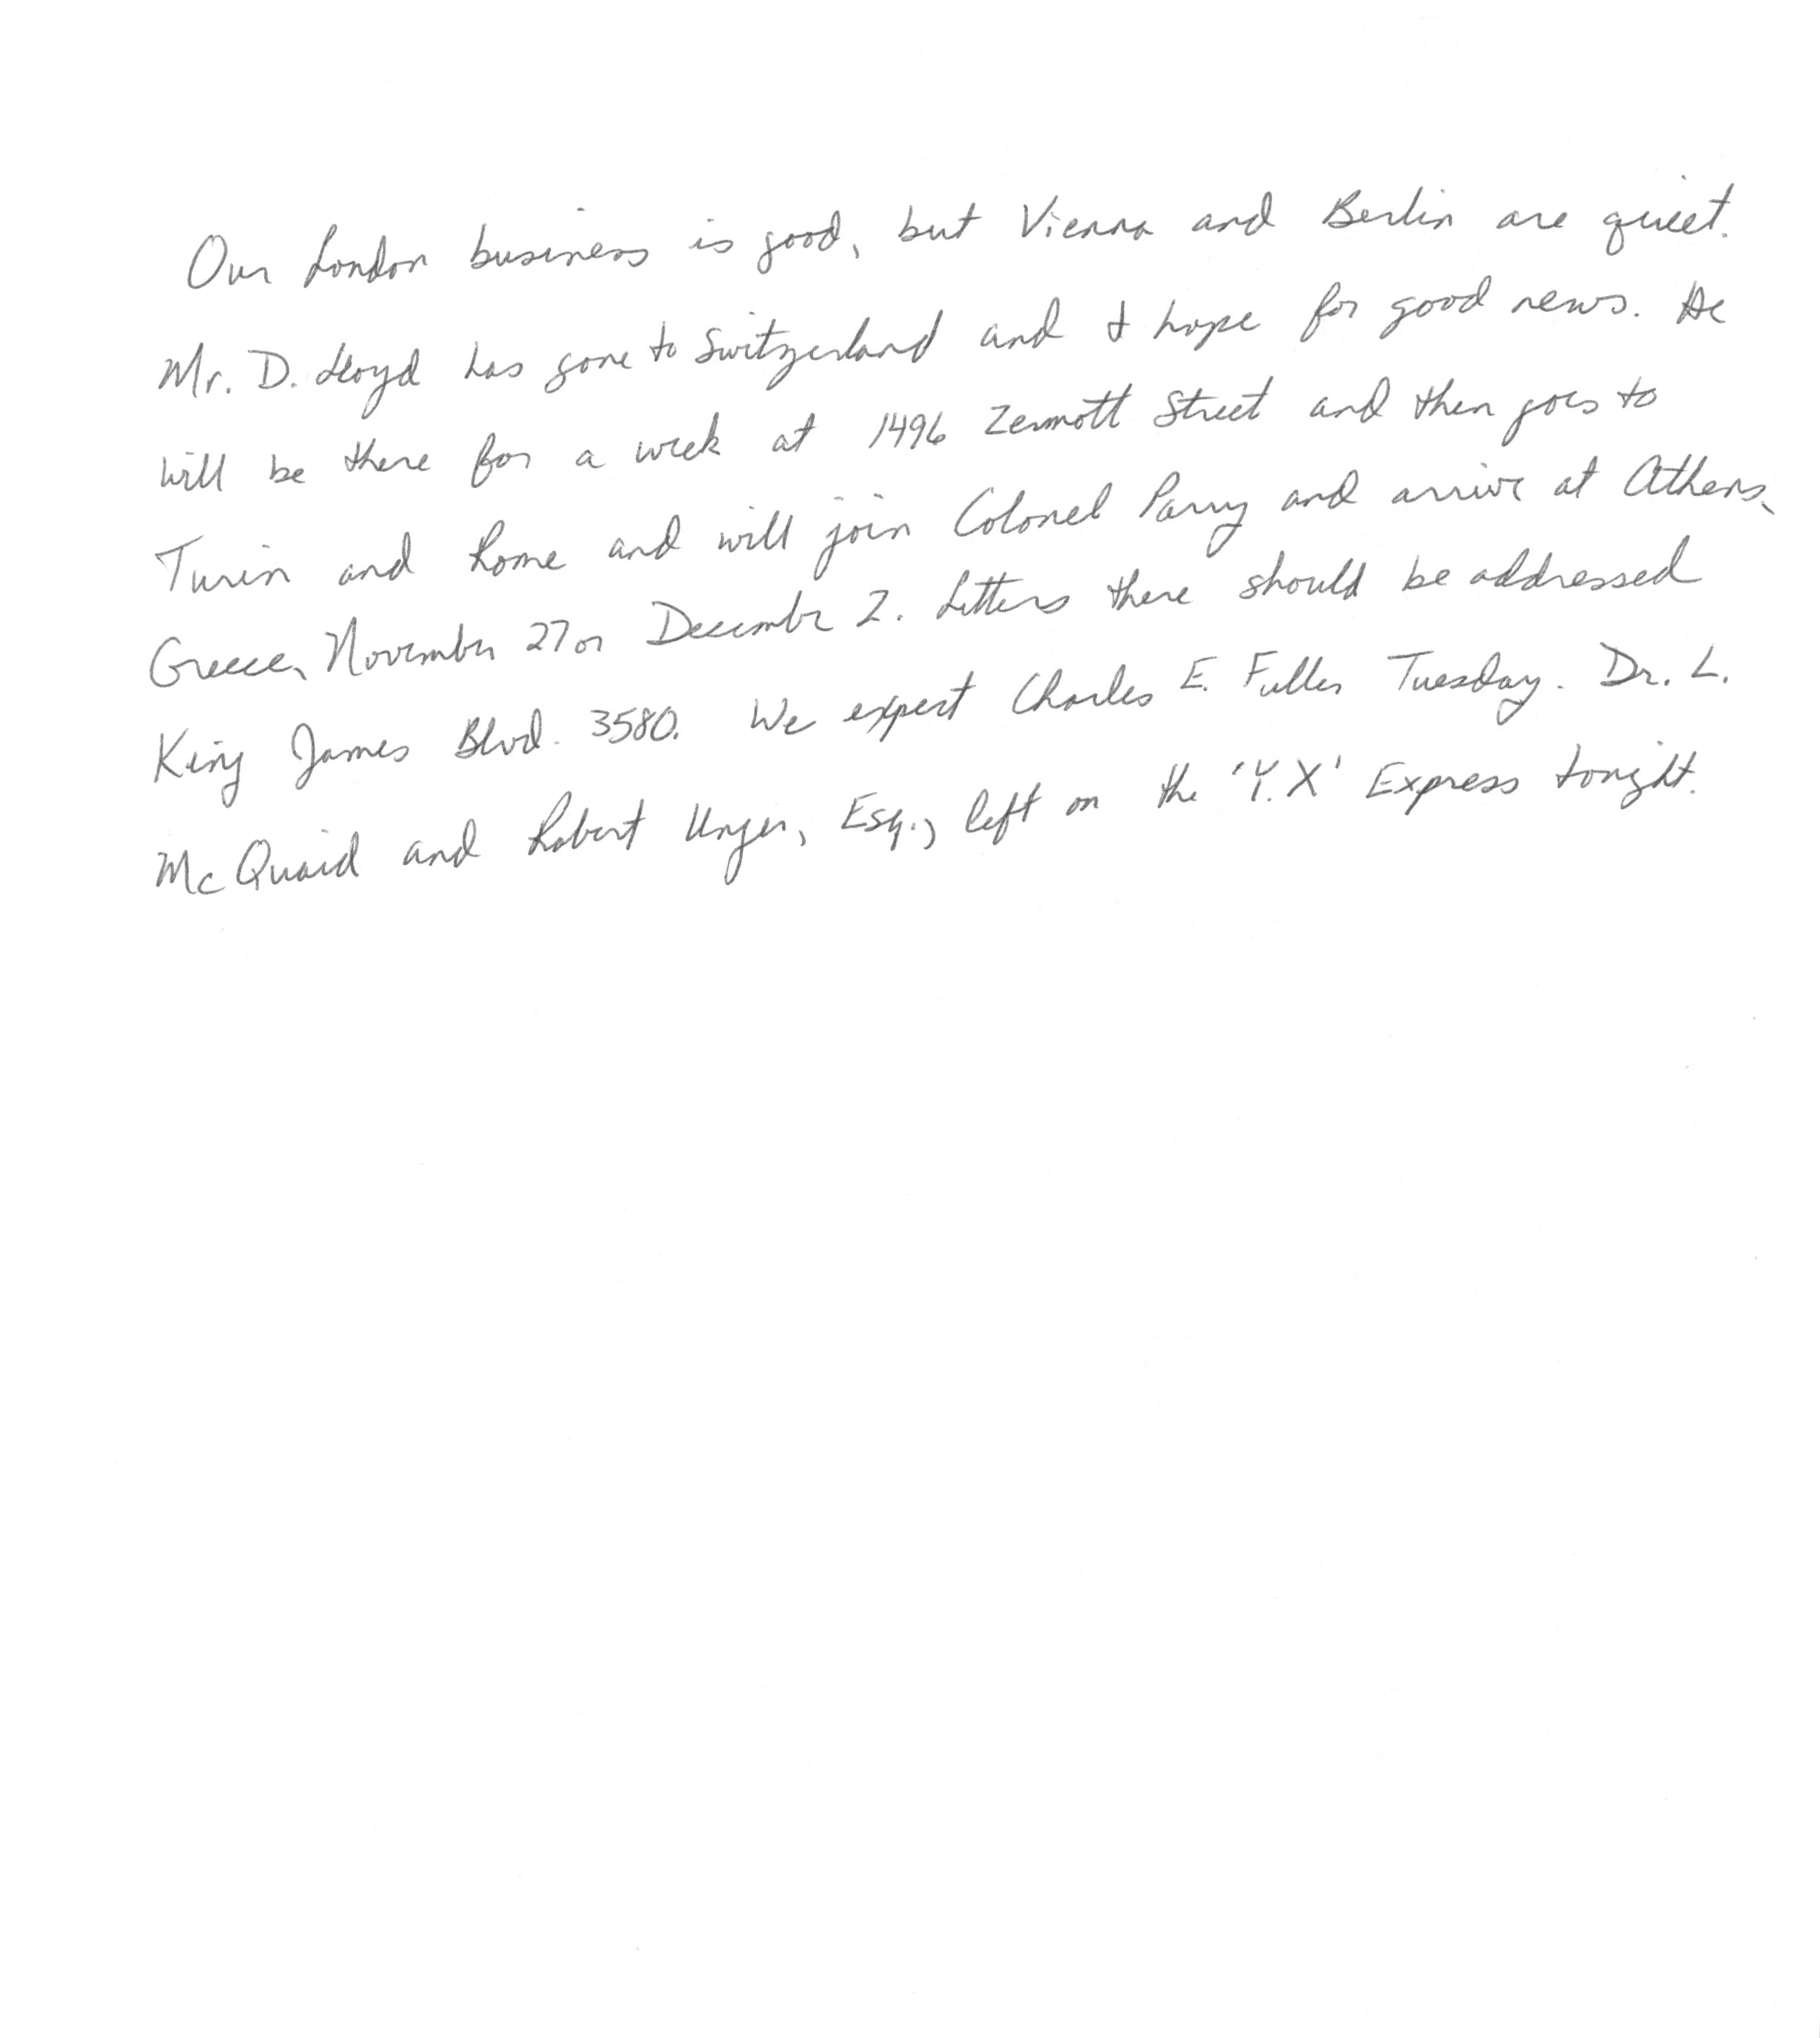 Our London business is good, but Vienna and Berlin are quiet.
Mr. D. Lloyd has gone to Switzerland and I hope for good news. He
will be there for a week at 1496 Zermott Street and then goes to
Turin and Rome and will join Colonel Parry and arrive at Athens,
Greece, November 27 or December 2. Letters there should be addressed
King James Blvd. 3580. We expect Charles E. Fuller Tuesday. Dr. L.
McQuaid and Robert Unger, Esq., left on the 'Y.X' Express tonight.